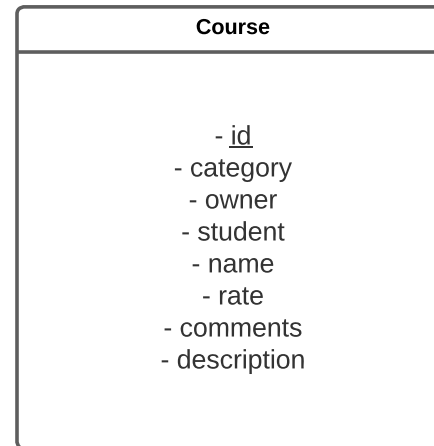 Course
- id
- category
- owner
- student
- name
- rate
- comments
- description